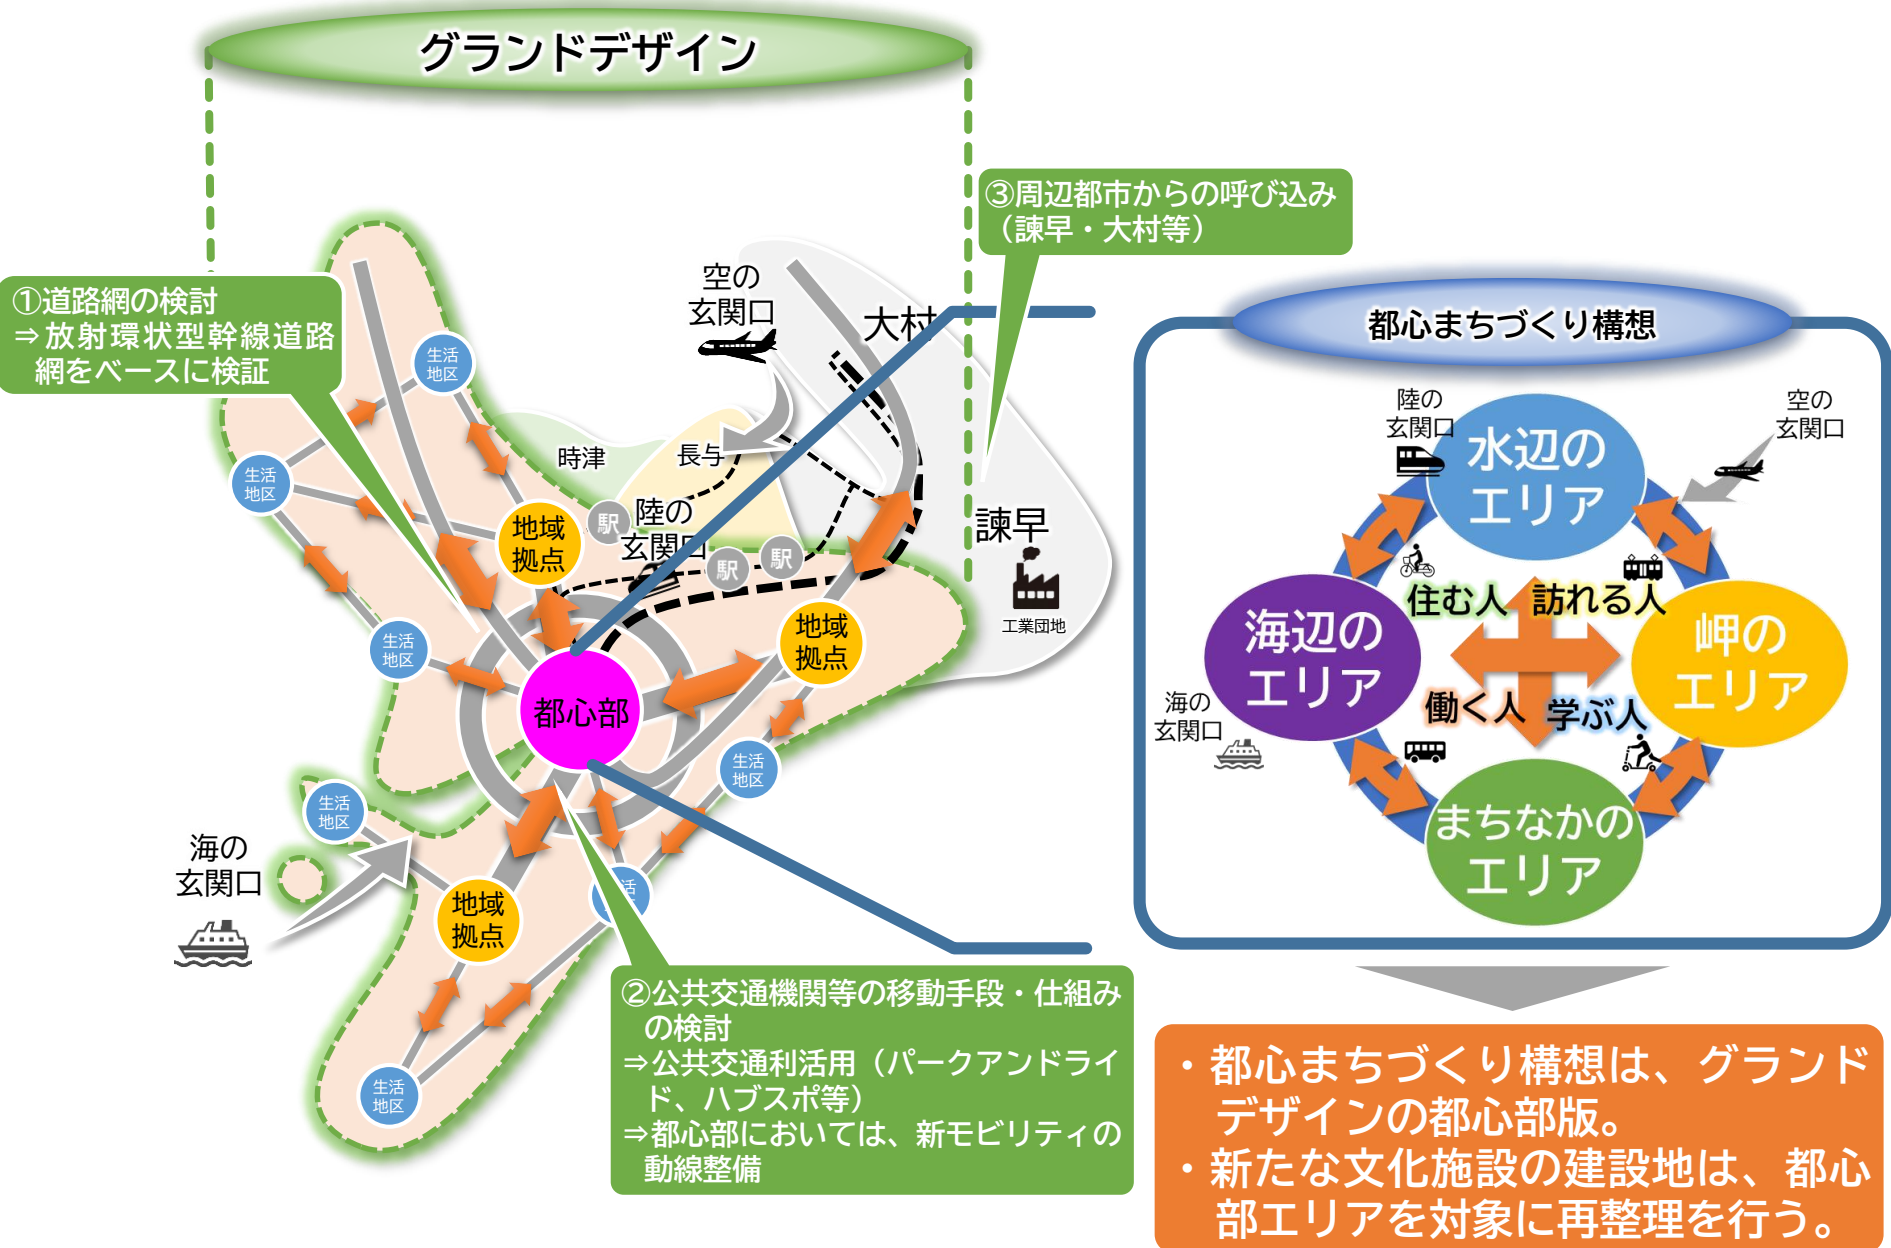 グランドデザイン
③周辺都市からの呼び込み
（諫早・大村等）
①道路網の検討
⇒放射環状型幹線道路
網をベースに検証
空の
玄関口
大村
生活
地区
生活
地区
時津
長与
地域
拠点
駅
陸の
玄関口
駅
駅
諫早
工業団地
生活
地区
地域
拠点
都心部
生活
地区
生活
地区
海の
玄関口
地域
拠点
活
生活
地区
②公共交通機関等の移動手段・仕組み
の検討
⇒公共交通利活用（パークアンドライ
ド、ハブスポ等）
⇒都心部においては、新モビリティの
動線整備
都心まちづくり構想
陸の
玄関口
空の
玄関口
水辺の
エリア
住む人
訪れる人
海辺の
エリア
岬の
エリア
働く人
学ぶ人
海の
玄関口
まちなかの
エリア
・都心まちづくり構想は、グランド
デザインの都心部版。
・新たな文化施設の建設地は、都心
部エリアを対象に再整理を行う。